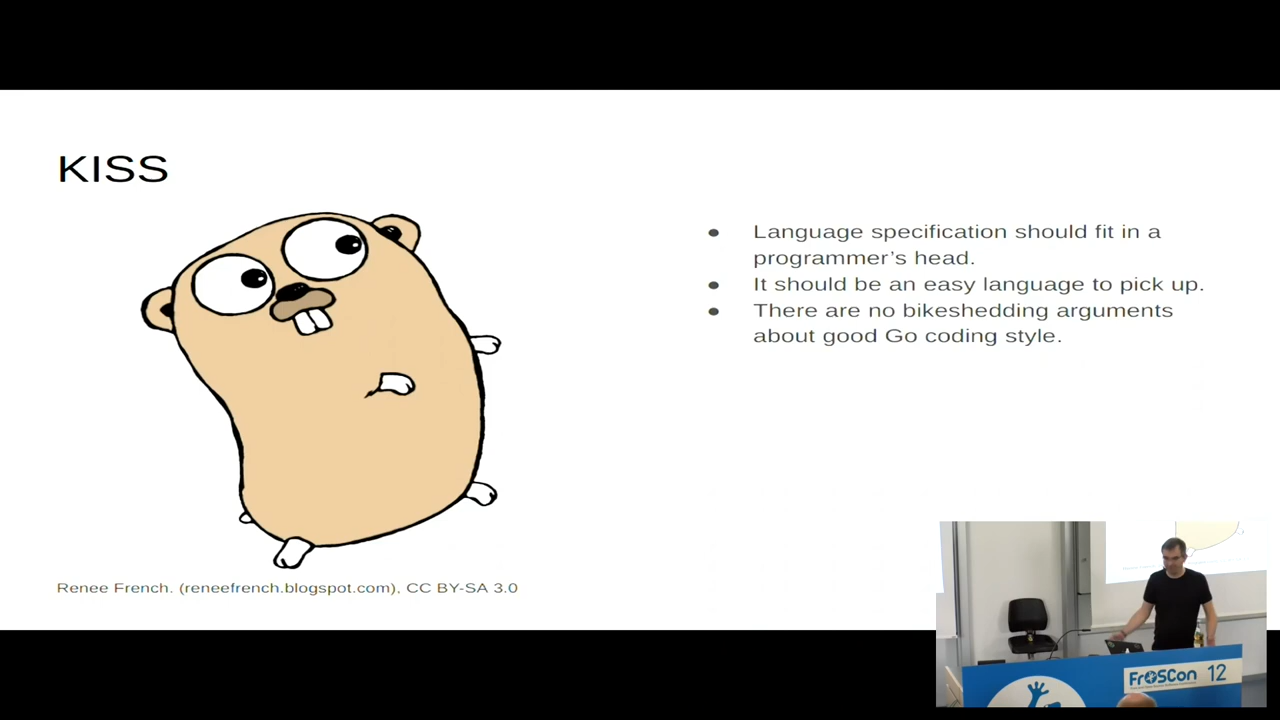 KISS
● Language specification should fit in a
programmer’s head.
● It should be an easy language to pick up.
● There are no bikeshedding arguments
about good Go coding style.
Renee French. (reneefrench.blogspot.com), CC BY-SA 3.0
FrOSCon 12